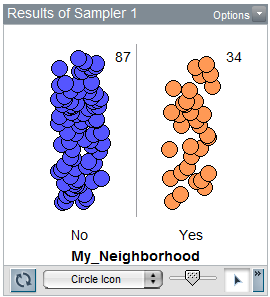 Results of Sampler 1 Options
87 34
No Yes
My_Neighborhood
Circle Icon